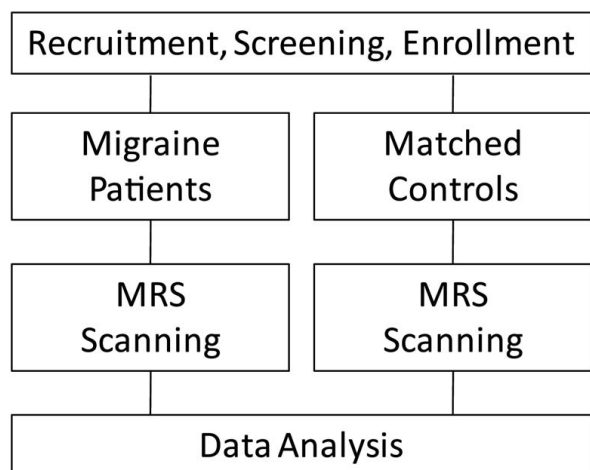 Recruitment, Screening, Enrollment
Migraine
Patients
Matched
Controls
MRS
Scanning
MRS
Scanning
Data Analysis